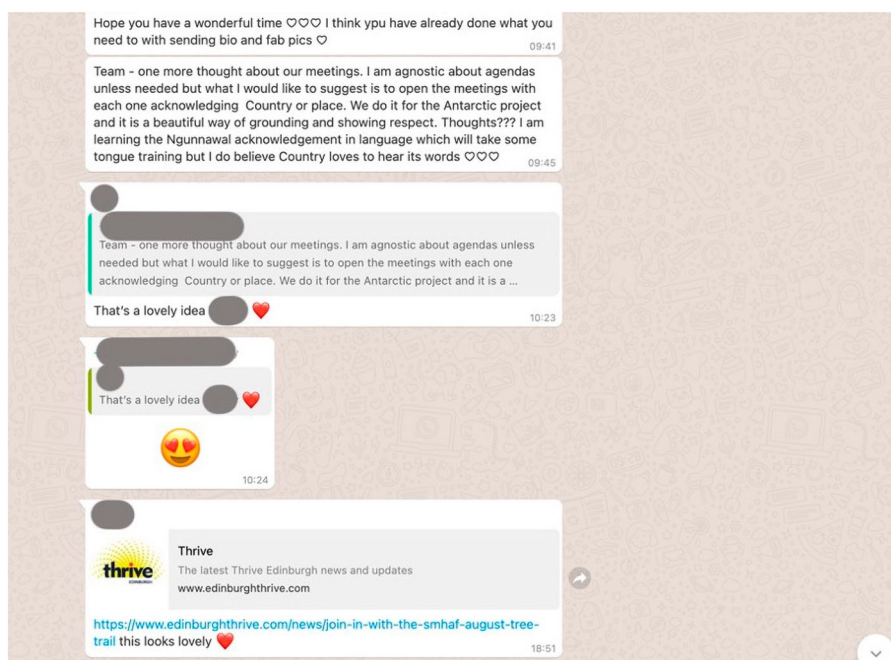 Hope you have a wonderful time ♡♡♡ I think ypu have already done what you
need to with sending bio and fab pics ♡
09:41
Team - one more thought about our meetings. I am agnostic about agendas
unless needed but what I would like to suggest is to open the meetings with
each one acknowledging  Country or place. We do it for the Antarctic project
and it is a beautiful way of grounding and showing respect. Thoughts??? I am
learning the Ngunnawal acknowledgement in language which will take some
tongue training but I do believe Country loves to hear its words ♡♡♡
09:45
Team - one more thought about our meetings. I am agnostic about agendas unless
needed but what I would like to suggest is to open the meetings with each one
acknowledging  Country or place. We do it for the Antarctic project and it is a ...
That's a lovely idea ❤️
10:23
That's a lovely idea ❤️
😍
10:24
thrive
EDINBURGH
Thrive
The latest Thrive Edinburgh news and updates
www.edinburghthrive.com
https://www.edinburghthrive.com/news/join-in-with-the-smhaf-august-tree-
trail this looks lovely ❤️
18:51